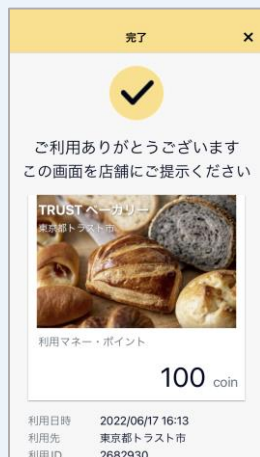 完了
ご利用ありがとうございます
この画面を店舗にご提示ください
TRUST ベーカリー
東京都トラスト市
利用マネー・ポイント
100 coin
利用日時 2022/06/17 16:13
利用先 東京都トラスト市
利用ID 2682930